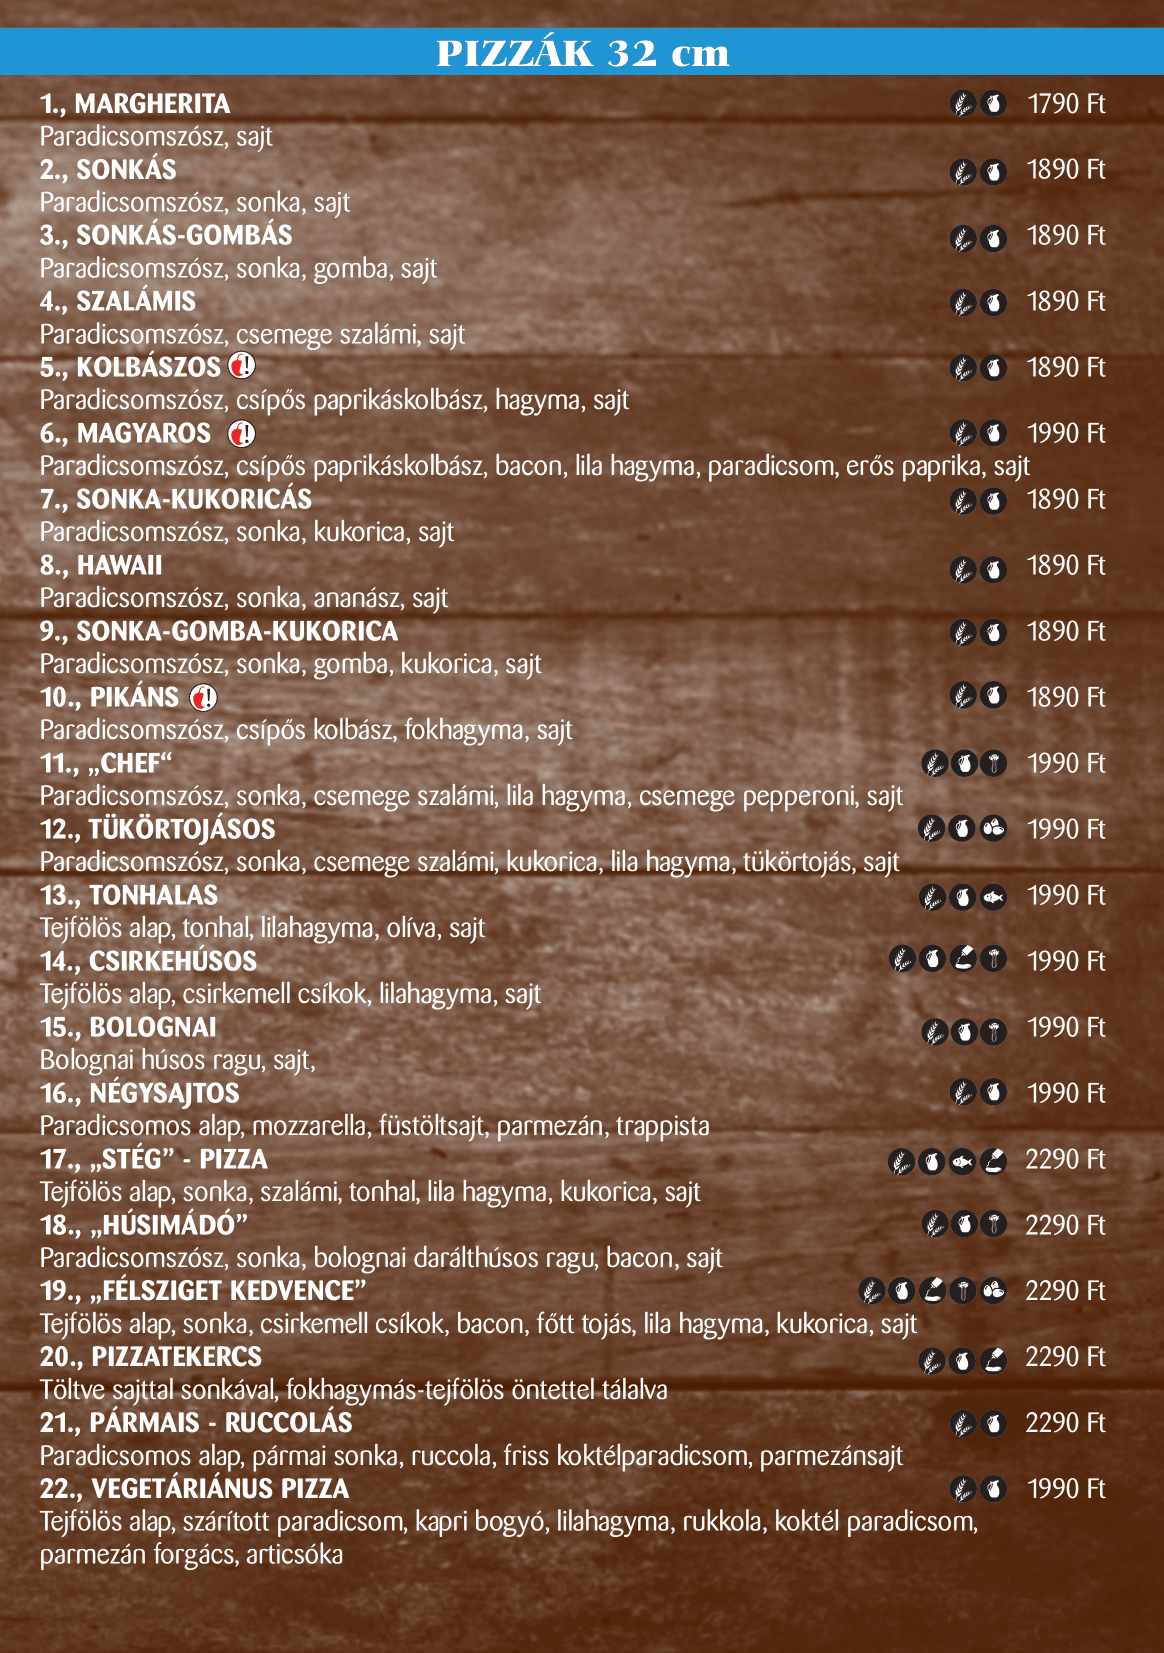 PIZZÁK 32 cm
1., MARGHERITA 1790 Ft
Paradicsomszósz, sajt
2., SONKÁS 1890 Ft
Paradicsomszósz, sonka, sajt
3., SONKÁS-GOMBÁS 1890 Ft
Paradicsomszósz, sonka, gomba, sajt
4., SZALÁMIS 1890 Ft
Paradicsomszósz, csemege szalámi, sajt
5., KOLBÁSZOS 1890 Ft
Paradicsomszósz, csípős paprikáskolbász, hagyma, sajt
6., MAGYAROS 1990 Ft
Paradicsomszósz, csípős paprikáskolbász, bacon, lila hagyma, paradicsom, erős paprika, sajt
7., SONKA-KUKORICÁS 1890 Ft
Paradicsomszósz, sonka, kukorica, sajt
8., HAWAII 1890 Ft
Paradicsomszósz, sonka, ananász, sajt
9., SONKA-GOMBA-KUKORICA 1890 Ft
Paradicsomszósz, sonka, gomba, kukorica, sajt
10., PIKÁNS 1890 Ft
Paradicsomszósz, csípős kolbász, fokhagyma, sajt
11., „CHEF“ 1990 Ft
Paradicsomszósz, sonka, csemege szalámi, lila hagyma, csemege pepperoni, sajt
12., TÜKÖRTOJÁSOS 1990 Ft
Paradicsomszósz, sonka, csemege szalámi, kukorica, lila hagyma, tükörtojás, sajt
13., TONHALAS 1990 Ft
Tejfölös alap, tonhal, lilahagyma, olíva, sajt
14., CSIRKEHÚSOS 1990 Ft
Tejfölös alap, csirkemell csíkok, lilahagyma, sajt
15., BOLOGNAI 1990 Ft
Bolognai húsos ragu, sajt,
16., NÉGYSAJTOS 1990 Ft
Paradicsomos alap, mozzarella, füstöltsajt, parmezán, trappista
17., „STÉG” - PIZZA 2290 Ft
Tejfölös alap, sonka, szalámi, tonhal, lila hagyma, kukorica, sajt
18., „HÚSIMÁDÓ” 2290 Ft
Paradicsomszósz, sonka, bolognai darálthúsos ragu, bacon, sajt
19., „FÉLSZIGET KEDVENCE” 2290 Ft
Tejfölös alap, sonka, csirkemell csíkok, bacon, főtt tojás, lila hagyma, kukorica, sajt
20., PIZZATEKERCS 2290 Ft
Töltve sajttal sonkával, fokhagymás-tejfölös öntettel tálalva
21., PÁRMAIS - RUCCOLÁS 2290 Ft
Paradicsomos alap, pármai sonka, ruccola, friss koktélparadicsom, parmezánsajt
22., VEGETÁRIÁNUS PIZZA 1990 Ft
Tejfölös alap, szárított paradicsom, kapri bogyó, lilahagyma, rukkola, koktél paradicsom,
parmezán forgács, articsóka